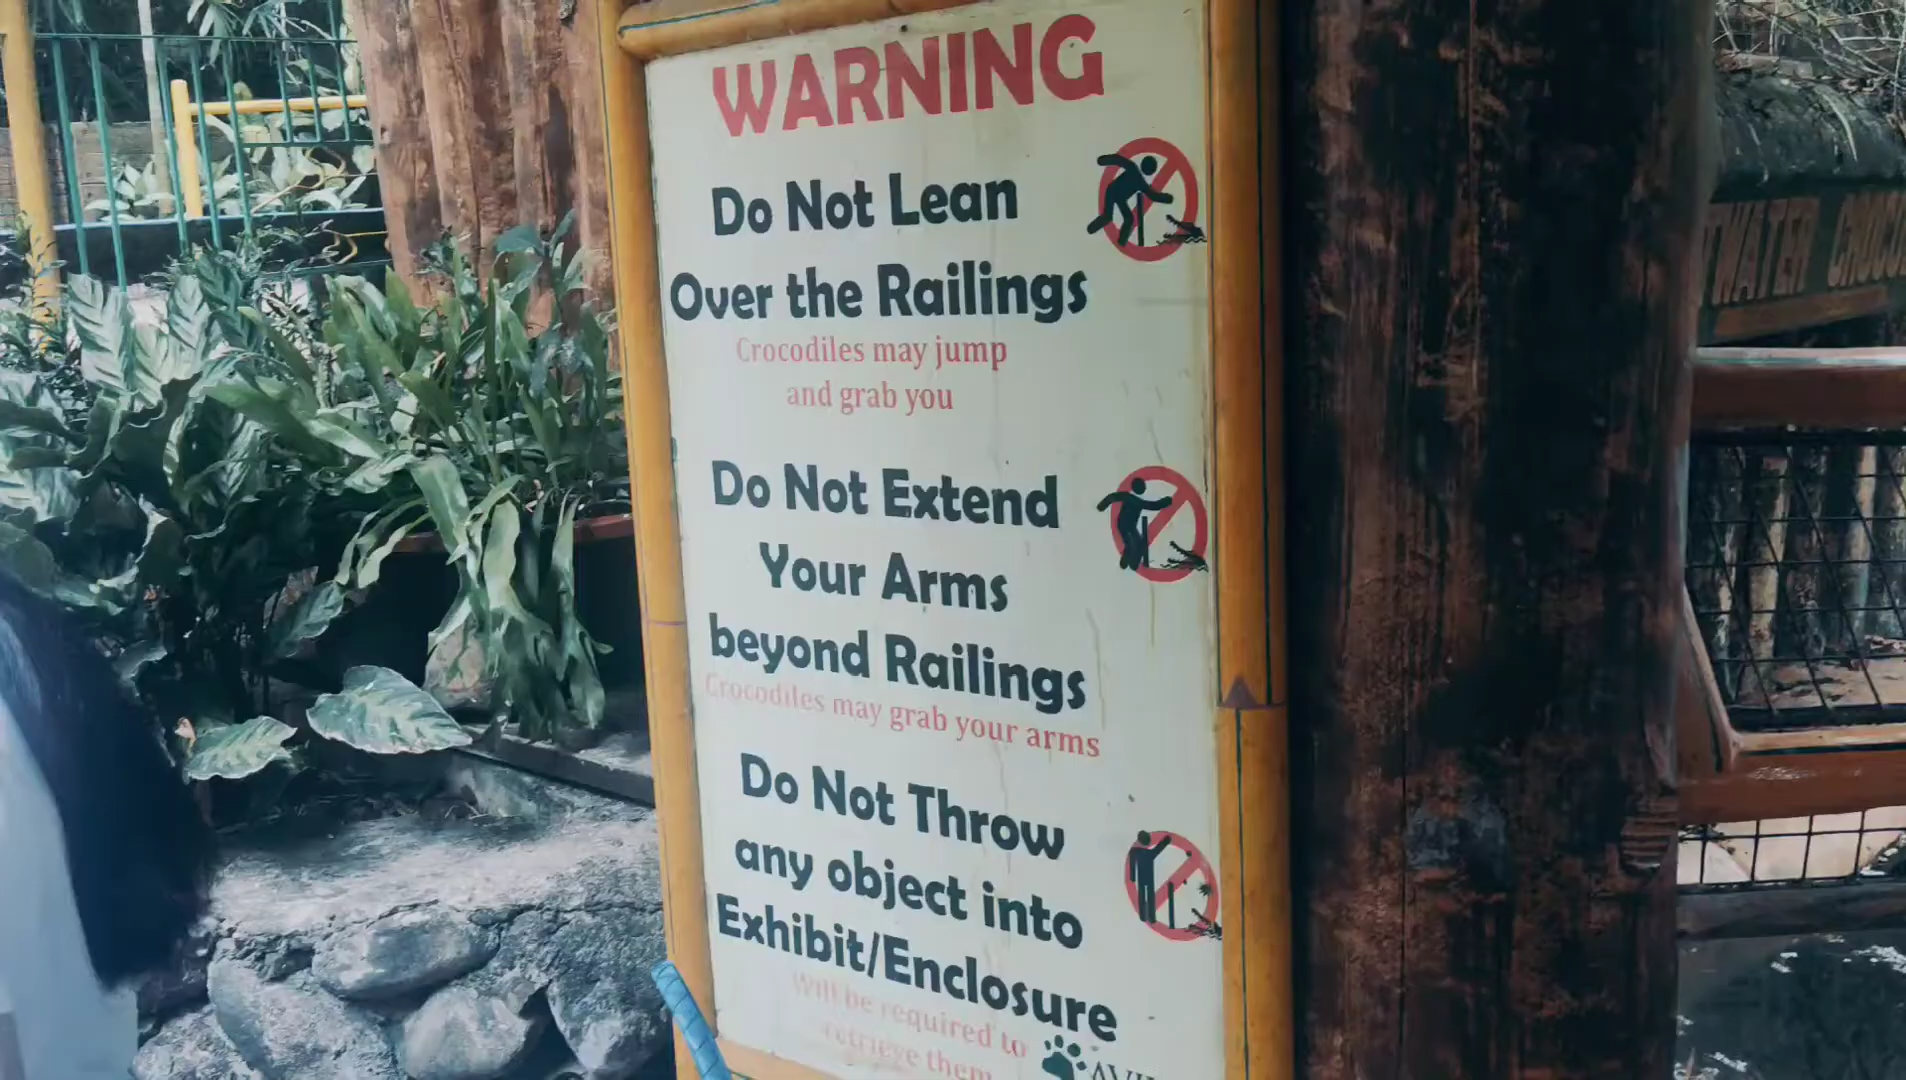 WARNING
Do Not Lean
Over the Railings
Crocodiles may jump
and grab you
Do Not Extend
Your Arms
beyond Railings
Crocodiles may grab your arms
Do Not Throw
any object into
Exhibit/Enclosure
Will be required to
retrieve them